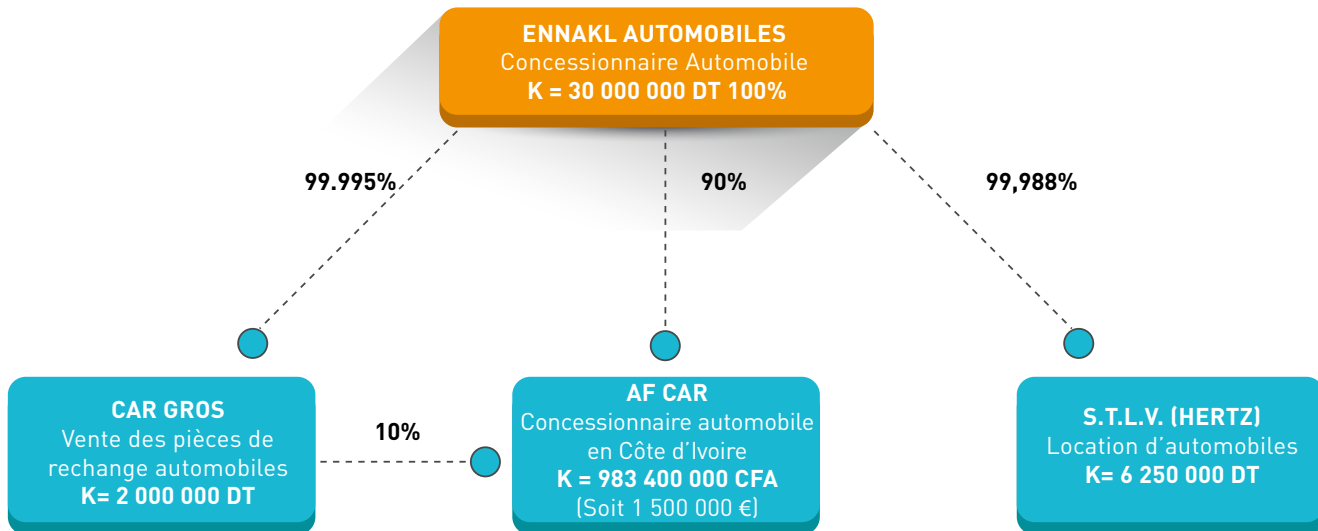 ENNAKL AUTOMOBILES
Concessionnaire Automobile
K = 30 000 000 DT 100%
99.995%
90%
99,988%
CAR GROS
Vente des pièces de
rechange automobiles
K= 2 000 000 DT
10%
AF CAR
Concessionnaire automobile
en Côte d’Ivoire
K = 983 400 000 CFA
(Soit 1 500 000 €)
S.T.L.V. (HERTZ)
Location d’automobiles
K= 6 250 000 DT